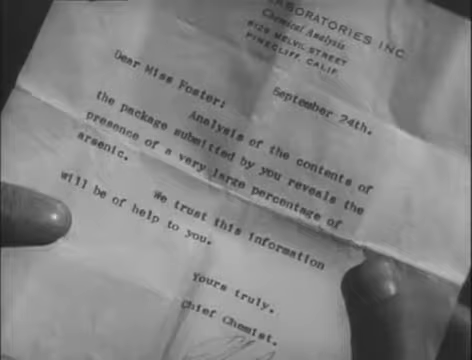 LABORATORIES INC.
Chemical Analysis
6129 MELVIL STREET
PINECLIFF, CALIF.
September 24th.
Dear Miss Foster:
Analysis of the contents of
the package submitted by you reveals the
presence of a very large percentage of
arsenic.
We trust this information
will be of help to you.
Yours truly,
Chief Chemist.